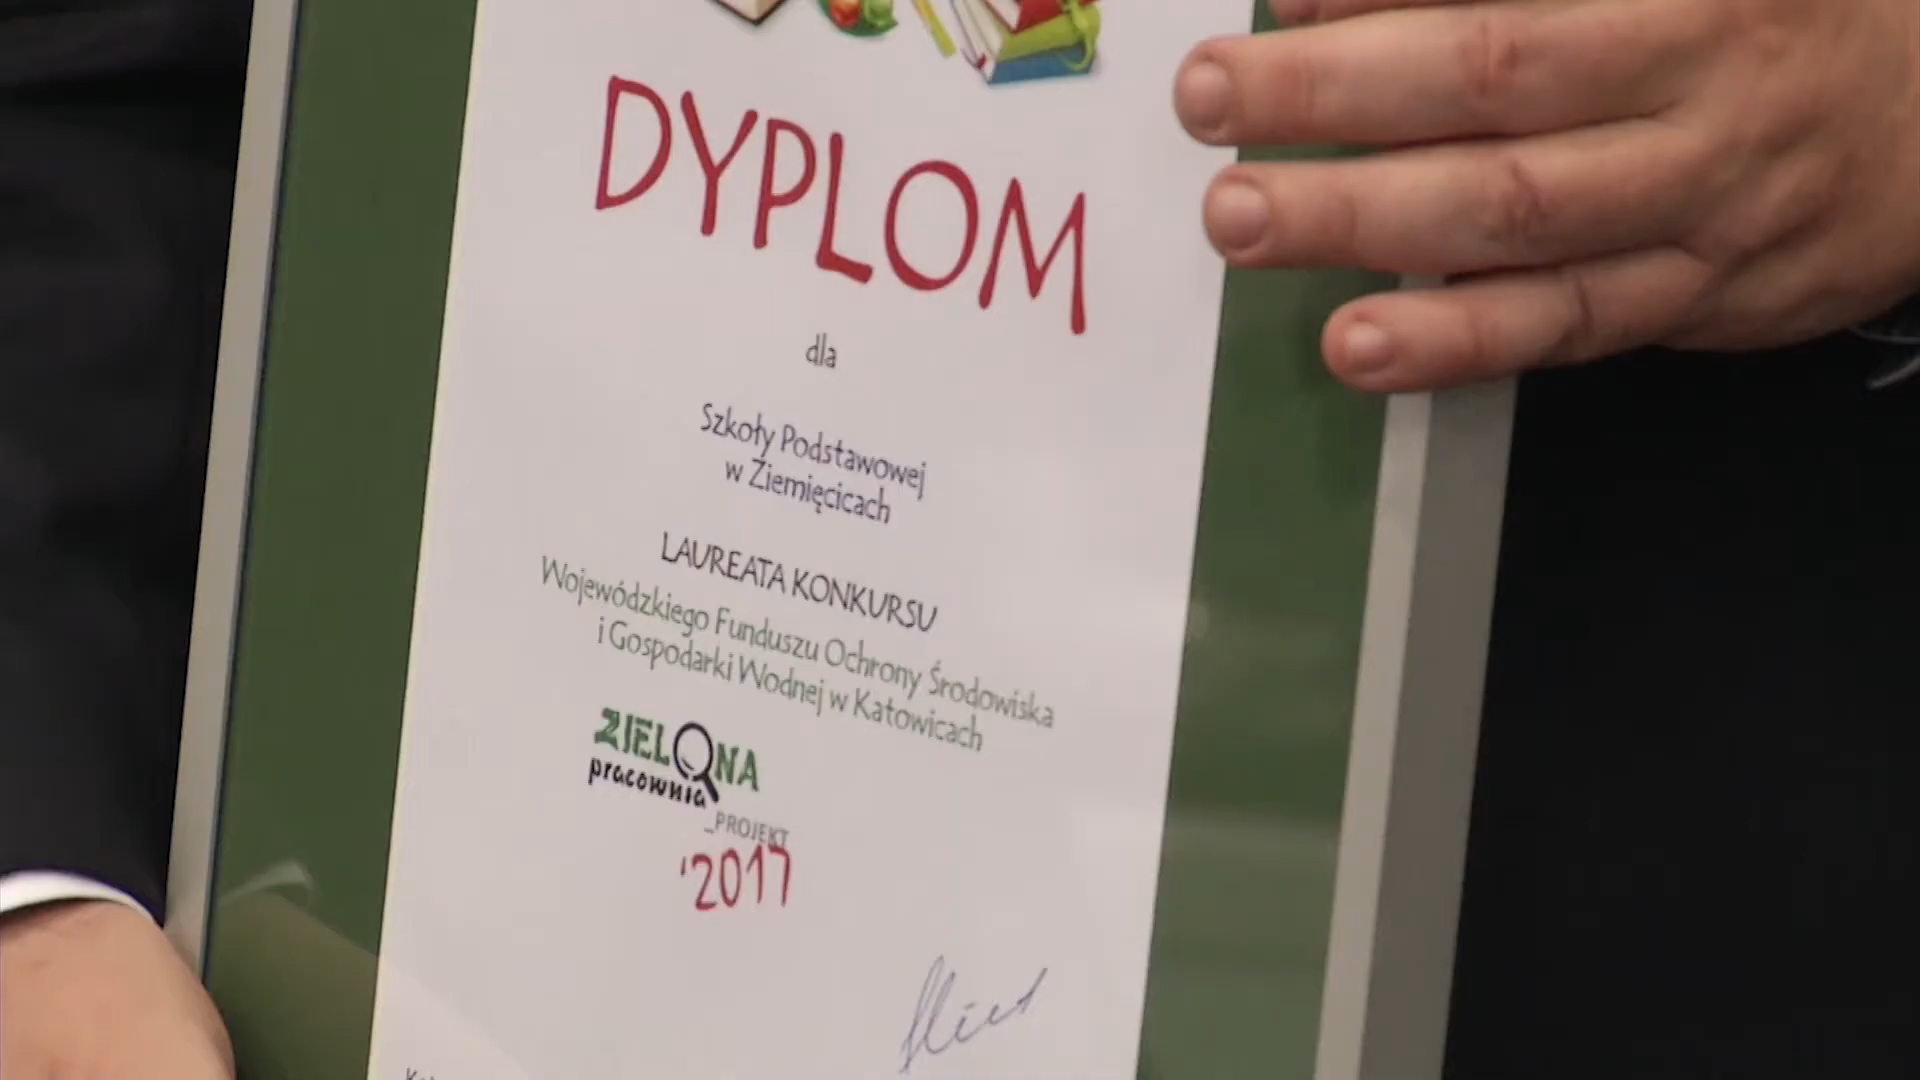 DYPLOM
dla
Szkoły Podstawowej
w Ziemięcicach
LAUREATA KONKURSU
Wojewódzkiego Funduszu Ochrony Środowiska
i Gospodarki Wodnej w Katowicach
ZIELONA
pracownia
_PROJEKT
'2017